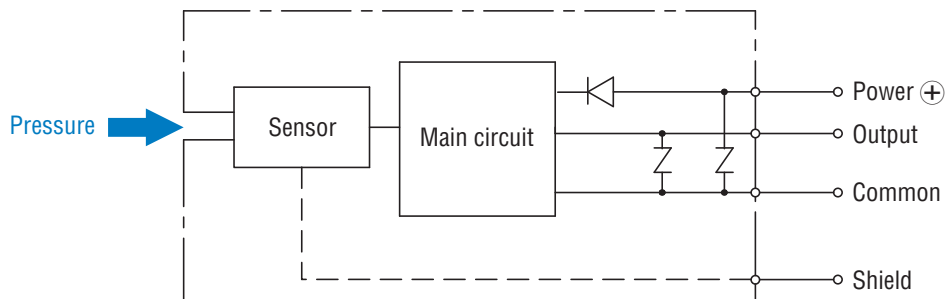 Pressure
Sensor
Main circuit
Power ⊕
Output
Common
Shield